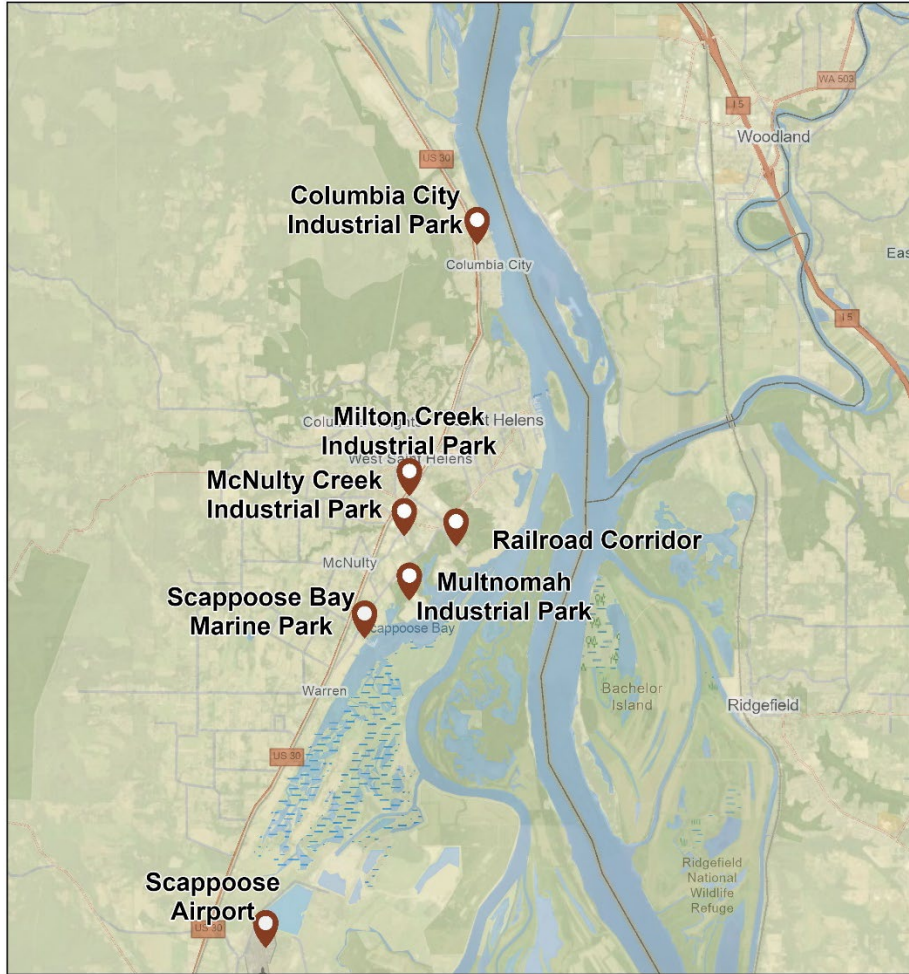 WA 503
I 5
Woodland
US 30
Columbia City
Industrial Park
Columbia City
I 5
Milton Creek
Industrial Park
Helens
West Saint Helens
McNulty Creek
Industrial Park
Railroad Corridor
McNulty
Multnomah
Industrial Park
Scappoose Bay
Marine Park
Scappoose Bay
Warren
Bachelor
Island
Ridgefield
US 30
Ridgefield
National
Wildlife
Refuge
Scappoose
Airport
US 30